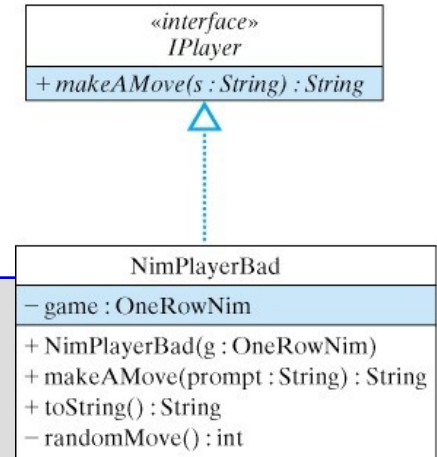 «interface»
IPlayer
+ makeAMove(s : String) : String
NimPlayerBad
− game : OneRowNim
+ NimPlayerBad(g : OneRowNim)
+ makeAMove(prompt : String) : String
+ toString() : String
− randomMove() : int